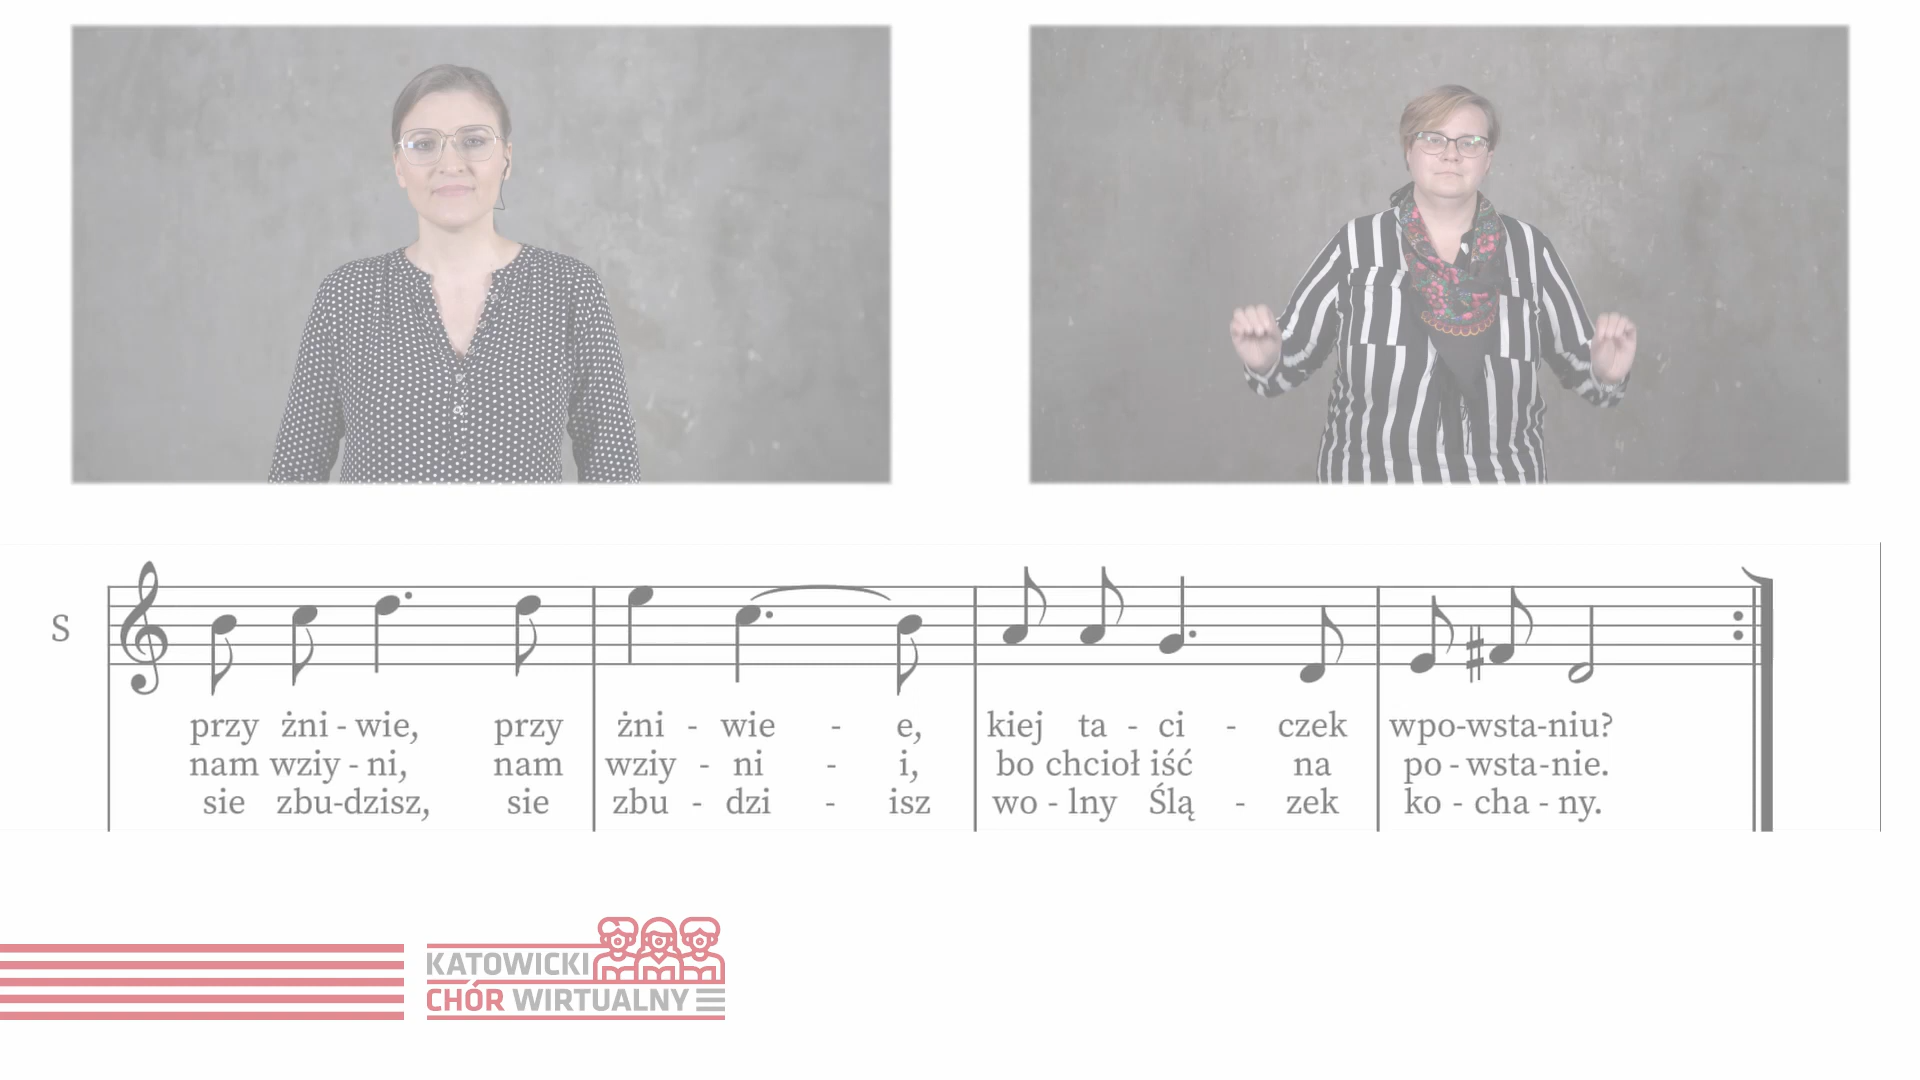 S
przy żni - wie, przy żni - wie - e, kiej ta - ci - czek wpo-wsta-niu?
nam wziy - ni, nam wziy - ni - i, bo chcioł iść na po - wsta-nie.
sie zbu-dzisz, sie zbu - dzi - isz wo - lny Ślą - zek ko - cha - ny.
KATOWICKI
CHÓR WIRTUALNY